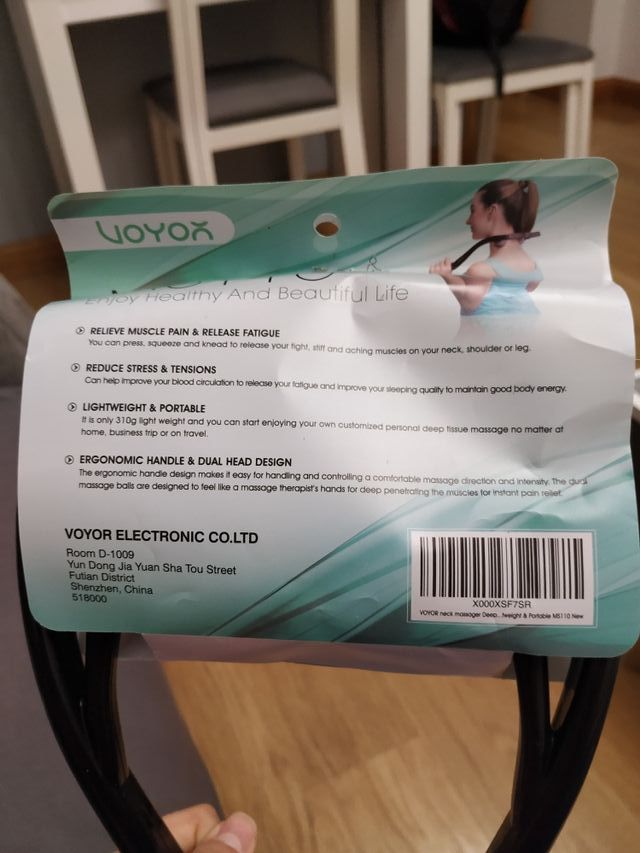 VOYOR
&
Enjoy Healthy And Beautiful Life
RELIEVE MUSCLE PAIN & RELEASE FATIGUE
You can press, squeeze and knead to release your tight, stiff and aching muscles on your neck, shoulder or leg.
REDUCE STRESS & TENSIONS
Can help improve your blood circulation to release your fatigue and improve your sleeping quality to maintain good body energy.
LIGHTWEIGHT & PORTABLE
It is only 310g light weight and you can start enjoying your own customized personal deep tissue massage no matter at
home, business trip or on travel.
ERGONOMIC HANDLE & DUAL HEAD DESIGN
The ergonomic handle design makes it easy for handling and controlling a comfortable massage direction and intensity. The dual
massage balls are designed to feel like a massage therapist's hands for deep penetrating the muscles for instant pain relief.
VOYOR ELECTRONIC CO.LTD
Room D-1009
Yun Dong Jia Yuan Sha Tou Street
Futian District
Shenzhen, China
518000
X000XSF7SR
VOYOR neck massager Deep...tweight & Portable MS110 New